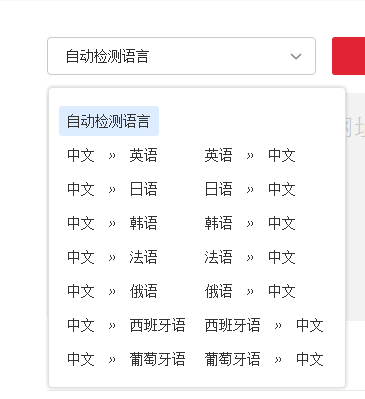 自动检测语言
自动检测语言
中文 » 英语 英语 » 中文
中文 » 日语 日语 » 中文
中文 » 韩语 韩语 » 中文
中文 » 法语 法语 » 中文
中文 » 俄语 俄语 » 中文
中文 » 西班牙语 西班牙语 » 中文
中文 » 葡萄牙语 葡萄牙语 » 中文